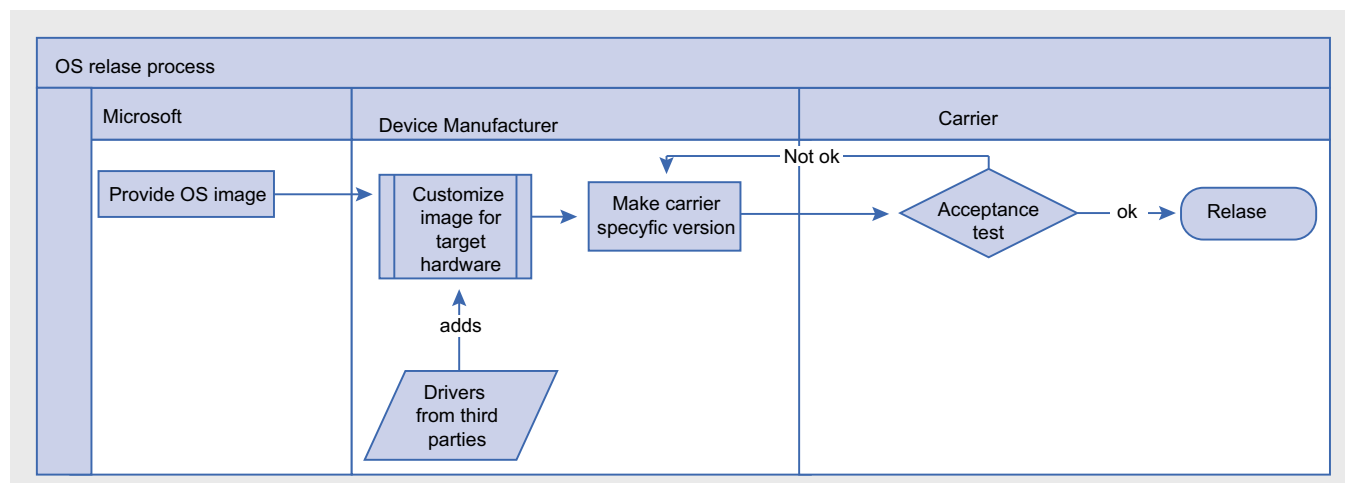 OS relase process
Microsoft
Device Manufacturer
Carrier
Provide OS image
Customize
image for
target
hardware
Make carrier
specyfic version
Not ok
Acceptance
test
ok
Relase
adds
Drivers
from third
parties